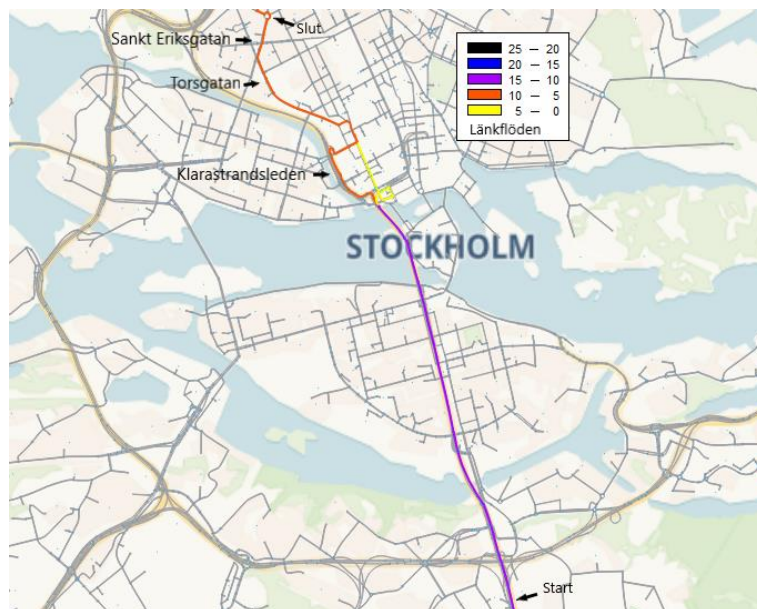 Slut
Sankt Eriksgatan
Torsgatan
Klarastrandsleden
25 — 20
20 — 15
15 — 10
10 — 5
5 — 0
Länkflöden
STOCKHOLM
Start